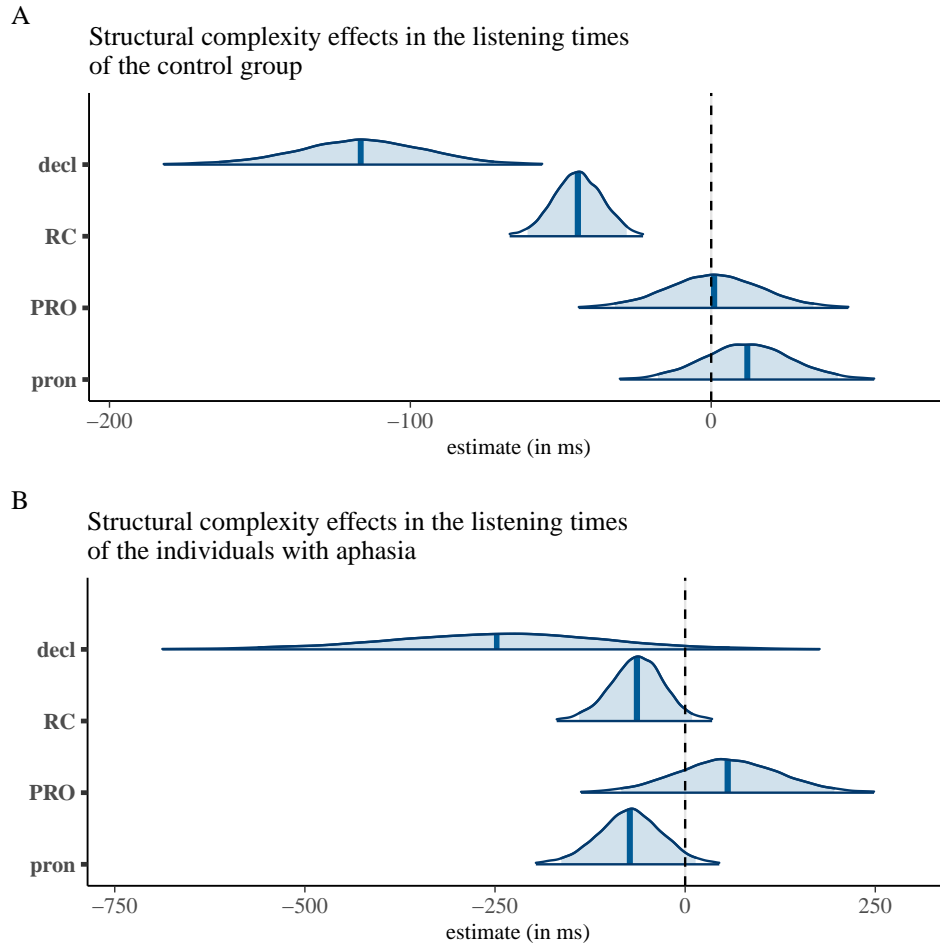 A
Structural complexity effects in the listening times
of the control group
decl
RC
PRO
pron
−200
−100
0
estimate (in ms)
B
Structural complexity effects in the listening times
of the individuals with aphasia
decl
RC
PRO
pron
−750
−500
−250
0
250
estimate (in ms)